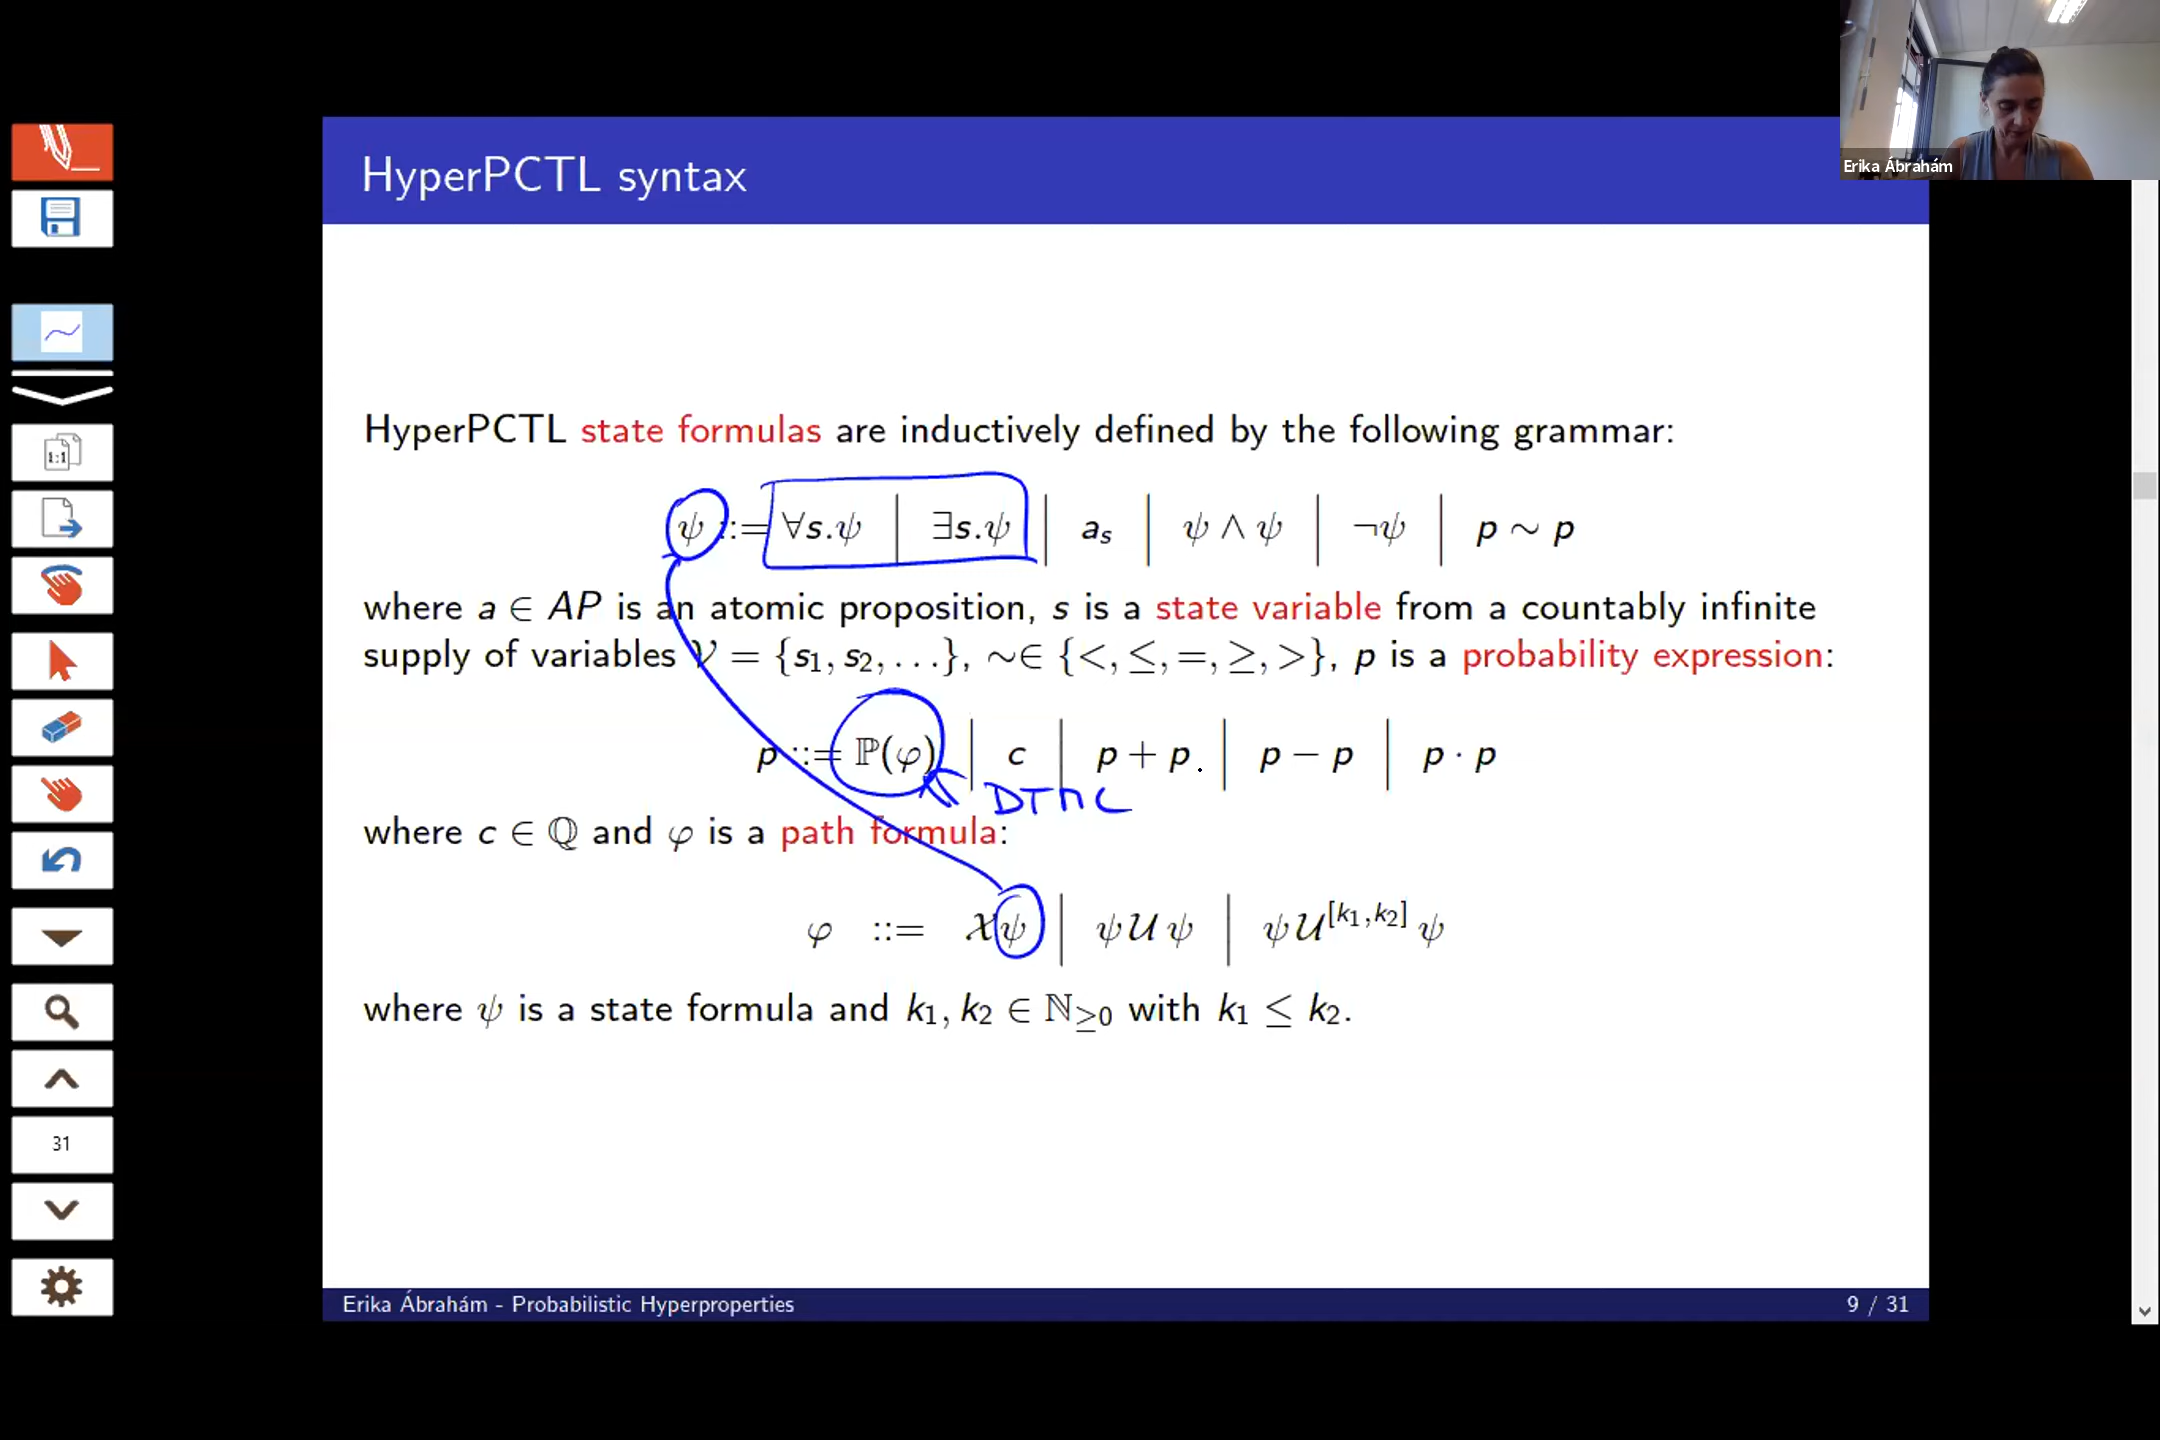 Erika Ábrahám
HyperPCTL syntax
HyperPCTL state formulas are inductively defined by the following grammar:
ψ ::= ∀s.ψ | ∃s.ψ | a_s | ψ ∧ ψ | ¬ψ | p ∼ p
where a ∈ AP is an atomic proposition, s is a state variable from a countably infinite
supply of variables V = {s₁, s₂, . . .}, ∼∈ {<, ≤, =, ≥, >}, p is a probability expression:
p ::= ℙ(φ) | c | p + p | p − p | p · p
DTMC
where c ∈ ℚ and φ is a path formula:
φ ::= 𝒳ψ | ψ 𝒰 ψ | ψ 𝒰^[k₁,k₂] ψ
where ψ is a state formula and k₁, k₂ ∈ ℕ≥0 with k₁ ≤ k₂.
1:1
31
Erika Ábrahám - Probabilistic Hyperproperties 9 / 31